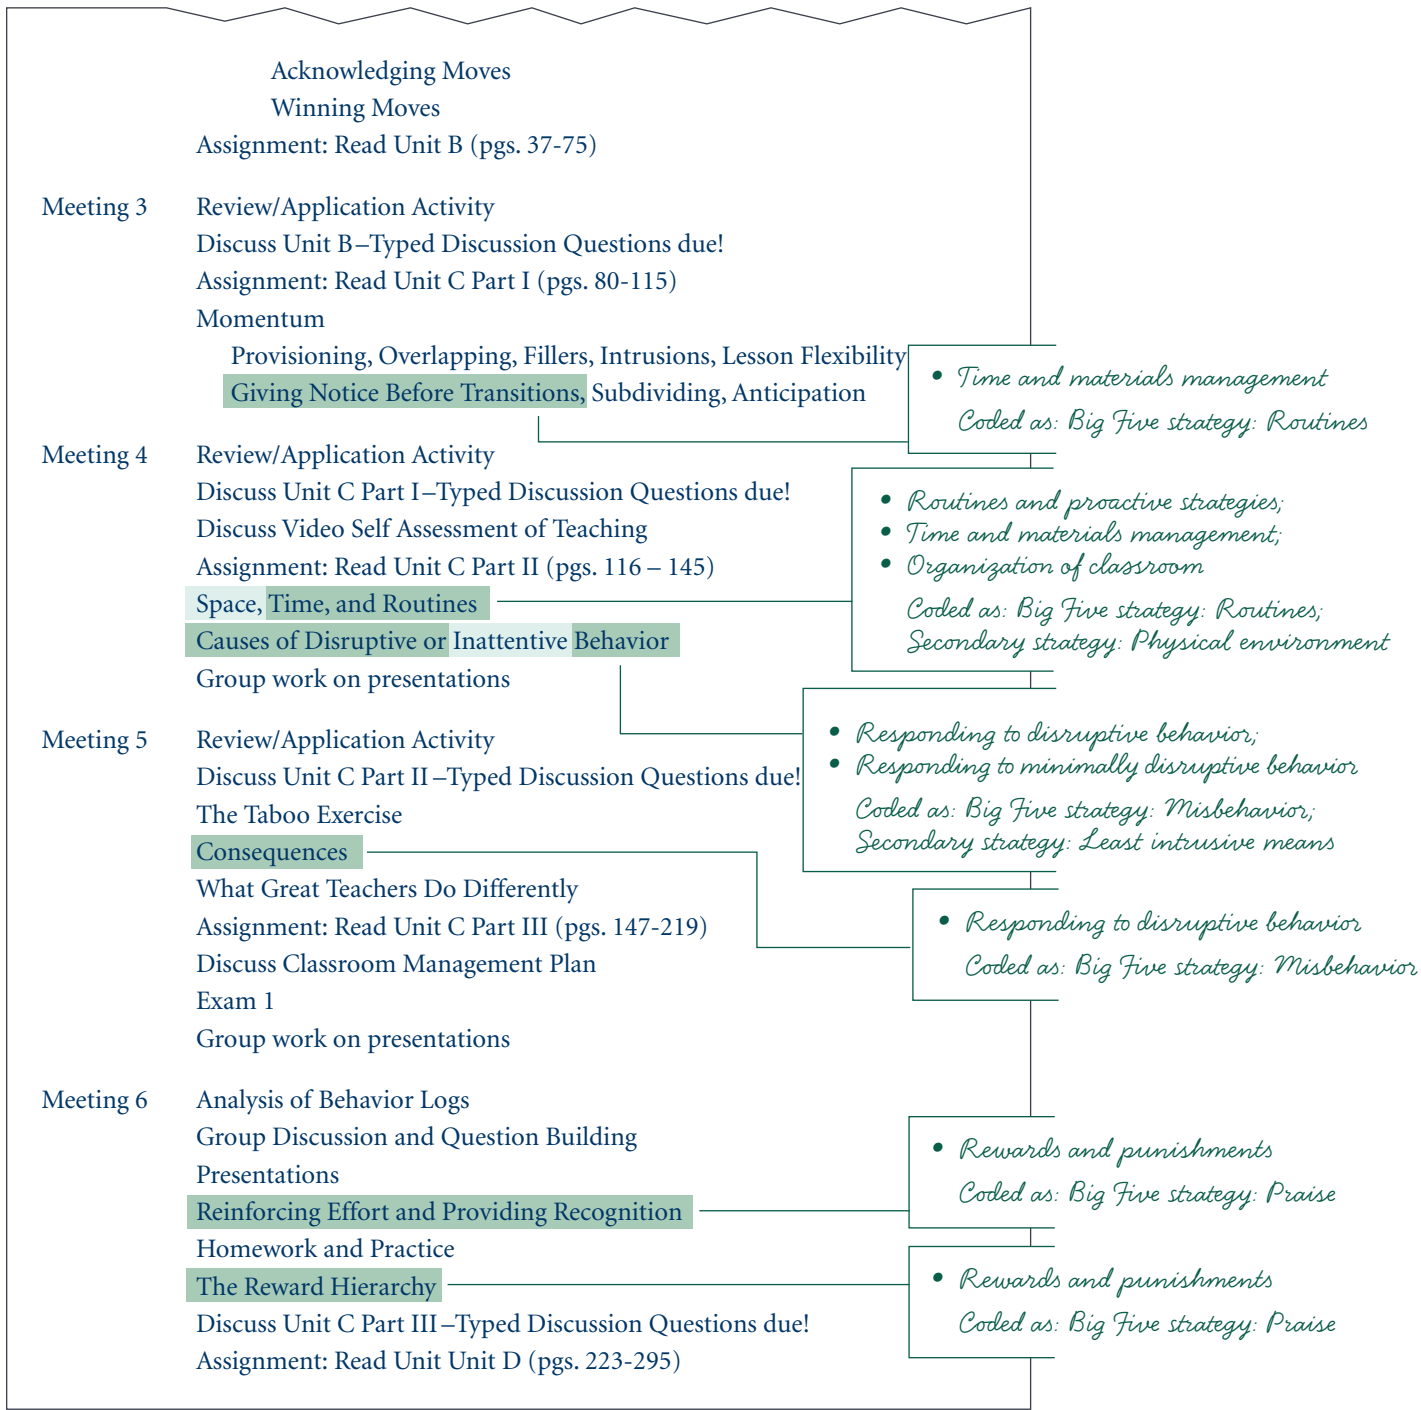 Acknowledging Moves
Winning Moves
Assignment: Read Unit B (pgs. 37-75)
Meeting 3 Review/Application Activity
Discuss Unit B–Typed Discussion Questions due!
Assignment: Read Unit C Part I (pgs. 80-115)
Momentum
Provisioning, Overlapping, Fillers, Intrusions, Lesson Flexibility
Giving Notice Before Transitions, Subdividing, Anticipation
• Time and materials management
Coded as: Big Five strategy: Routines
Meeting 4 Review/Application Activity
Discuss Unit C Part I–Typed Discussion Questions due!
Discuss Video Self Assessment of Teaching
Assignment: Read Unit C Part II (pgs. 116 – 145)
Space, Time, and Routines
Causes of Disruptive or Inattentive Behavior
Group work on presentations
• Routines and proactive strategies;
• Time and materials management;
• Organization of classroom
Coded as: Big Five strategy: Routines;
Secondary strategy: Physical environment
• Responding to disruptive behavior;
• Responding to minimally disruptive behavior
Coded as: Big Five strategy: Misbehavior;
Secondary strategy: Least intrusive means
Meeting 5 Review/Application Activity
Discuss Unit C Part II–Typed Discussion Questions due!
The Taboo Exercise
Consequences
What Great Teachers Do Differently
Assignment: Read Unit C Part III (pgs. 147-219)
Discuss Classroom Management Plan
Exam 1
Group work on presentations
• Responding to disruptive behavior
Coded as: Big Five strategy: Misbehavior
Meeting 6 Analysis of Behavior Logs
Group Discussion and Question Building
Presentations
Reinforcing Effort and Providing Recognition
Homework and Practice
The Reward Hierarchy
Discuss Unit C Part III–Typed Discussion Questions due!
Assignment: Read Unit Unit D (pgs. 223-295)
• Rewards and punishments
Coded as: Big Five strategy: Praise
• Rewards and punishments
Coded as: Big Five strategy: Praise